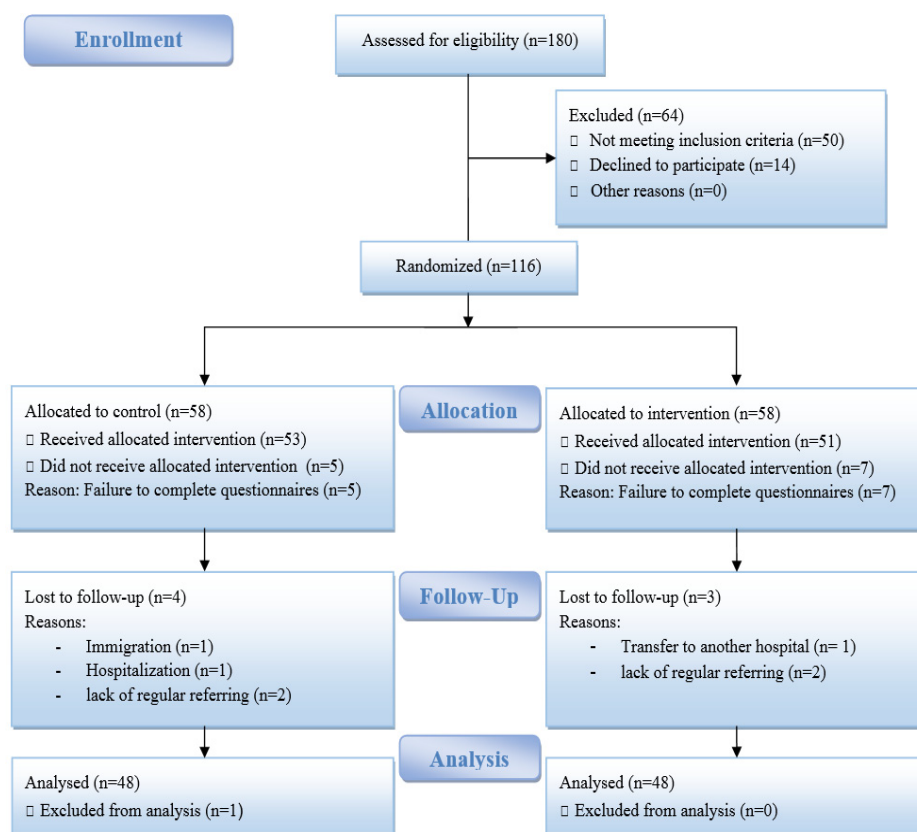 Enrollment
Assessed for eligibility (n=180)
Excluded (n=64)
▯ Not meeting inclusion criteria (n=50)
▯ Declined to participate (n=14)
▯ Other reasons (n=0)
Randomized (n=116)
Allocation
Allocated to control (n=58)
▯ Received allocated intervention (n=53)
▯ Did not receive allocated intervention (n=5)
Reason: Failure to complete questionnaires (n=5)
Allocated to intervention (n=58)
▯ Received allocated intervention (n=51)
▯ Did not receive allocated intervention (n=7)
Reason: Failure to complete questionnaires (n=7)
Follow-Up
Lost to follow-up (n=4)
Reasons:
- Immigration (n=1)
- Hospitalization (n=1)
- lack of regular referring (n=2)
Lost to follow-up (n=3)
Reasons:
- Transfer to another hospital (n= 1)
- lack of regular referring (n=2)
Analysis
Analysed (n=48)
▯ Excluded from analysis (n=1)
Analysed (n=48)
▯ Excluded from analysis (n=0)